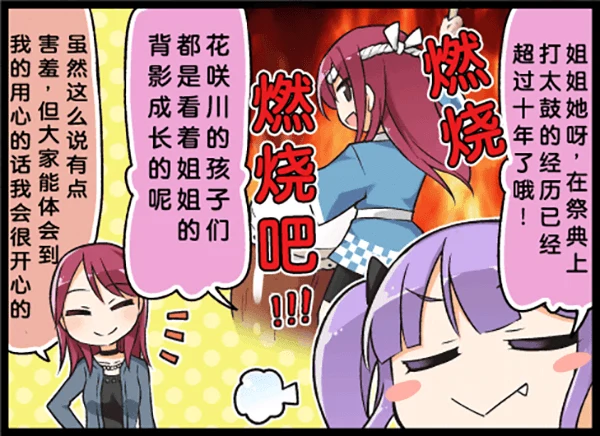 姐姐她呀,在祭典上
打太鼓的经历已经
超过十年了哦!
燃烧
燃烧吧!!!
花咲川的孩子们
都是看着姐姐的
背影成长的呢
虽然这么说有点
害羞,但大家能体会到
我的用心的话我会很开心的